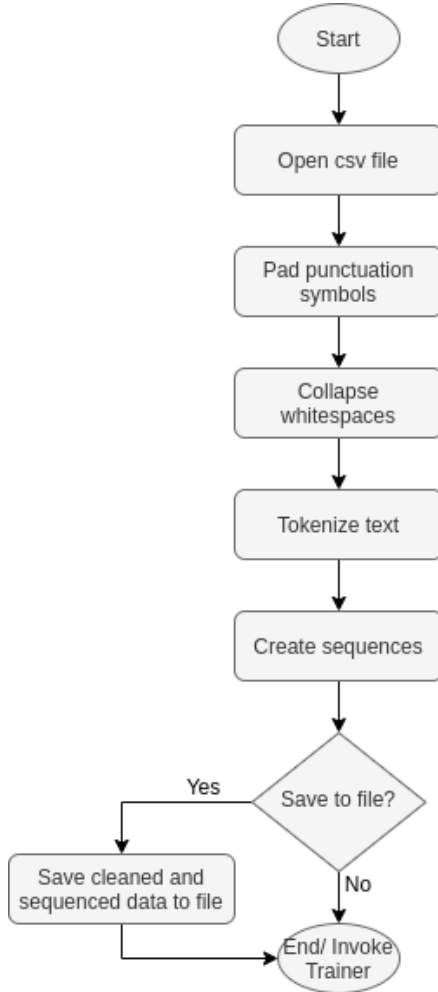 Start
Open csv file
Pad punctuation
symbols
Collapse
whitespaces
Tokenize text
Create sequences
Save to file?
Yes
Save cleaned and
sequenced data to file
No
End/ Invoke
Trainer